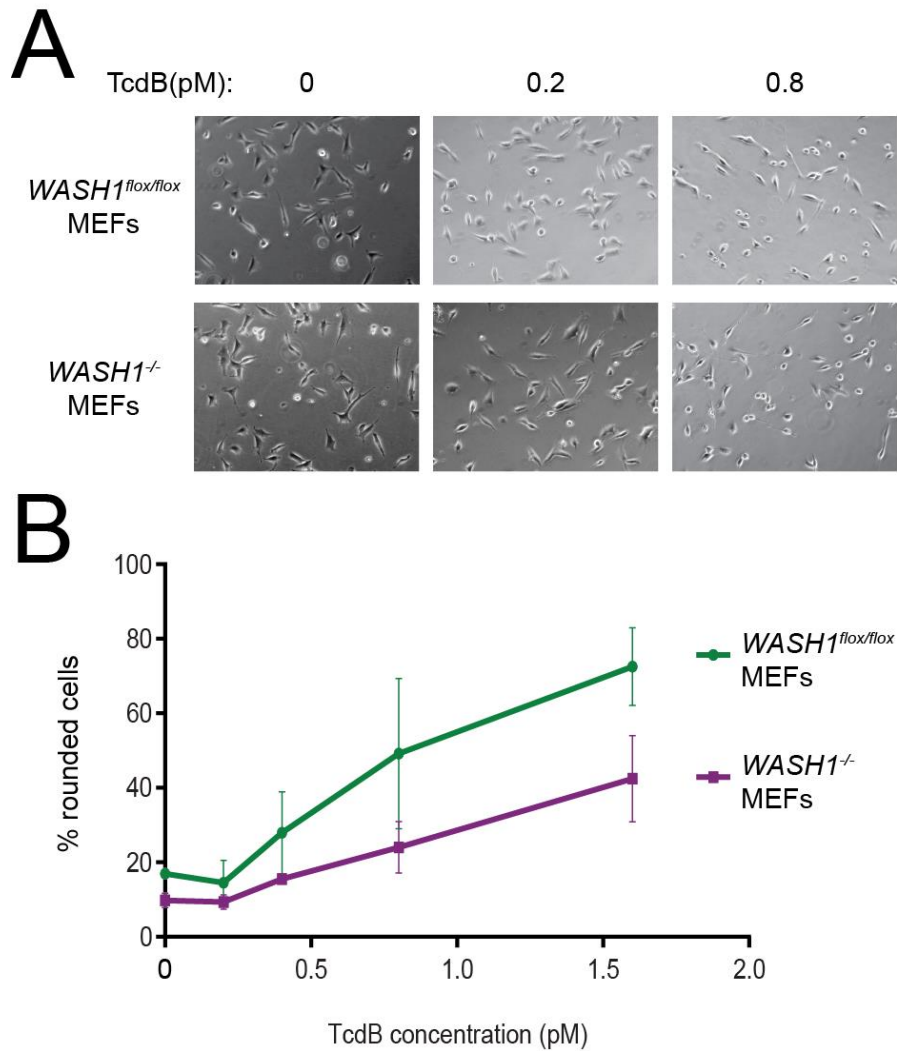 A
TcdB(pM): 0 0.2 0.8
WASH1flox/flox
MEFs
WASH1-/-
MEFs
B
100
80
60
40
20
0
% rounded cells
0 0.5 1.0 1.5 2.0
TcdB concentration (pM)
WASH1flox/flox
MEFs
WASH1-/-
MEFs